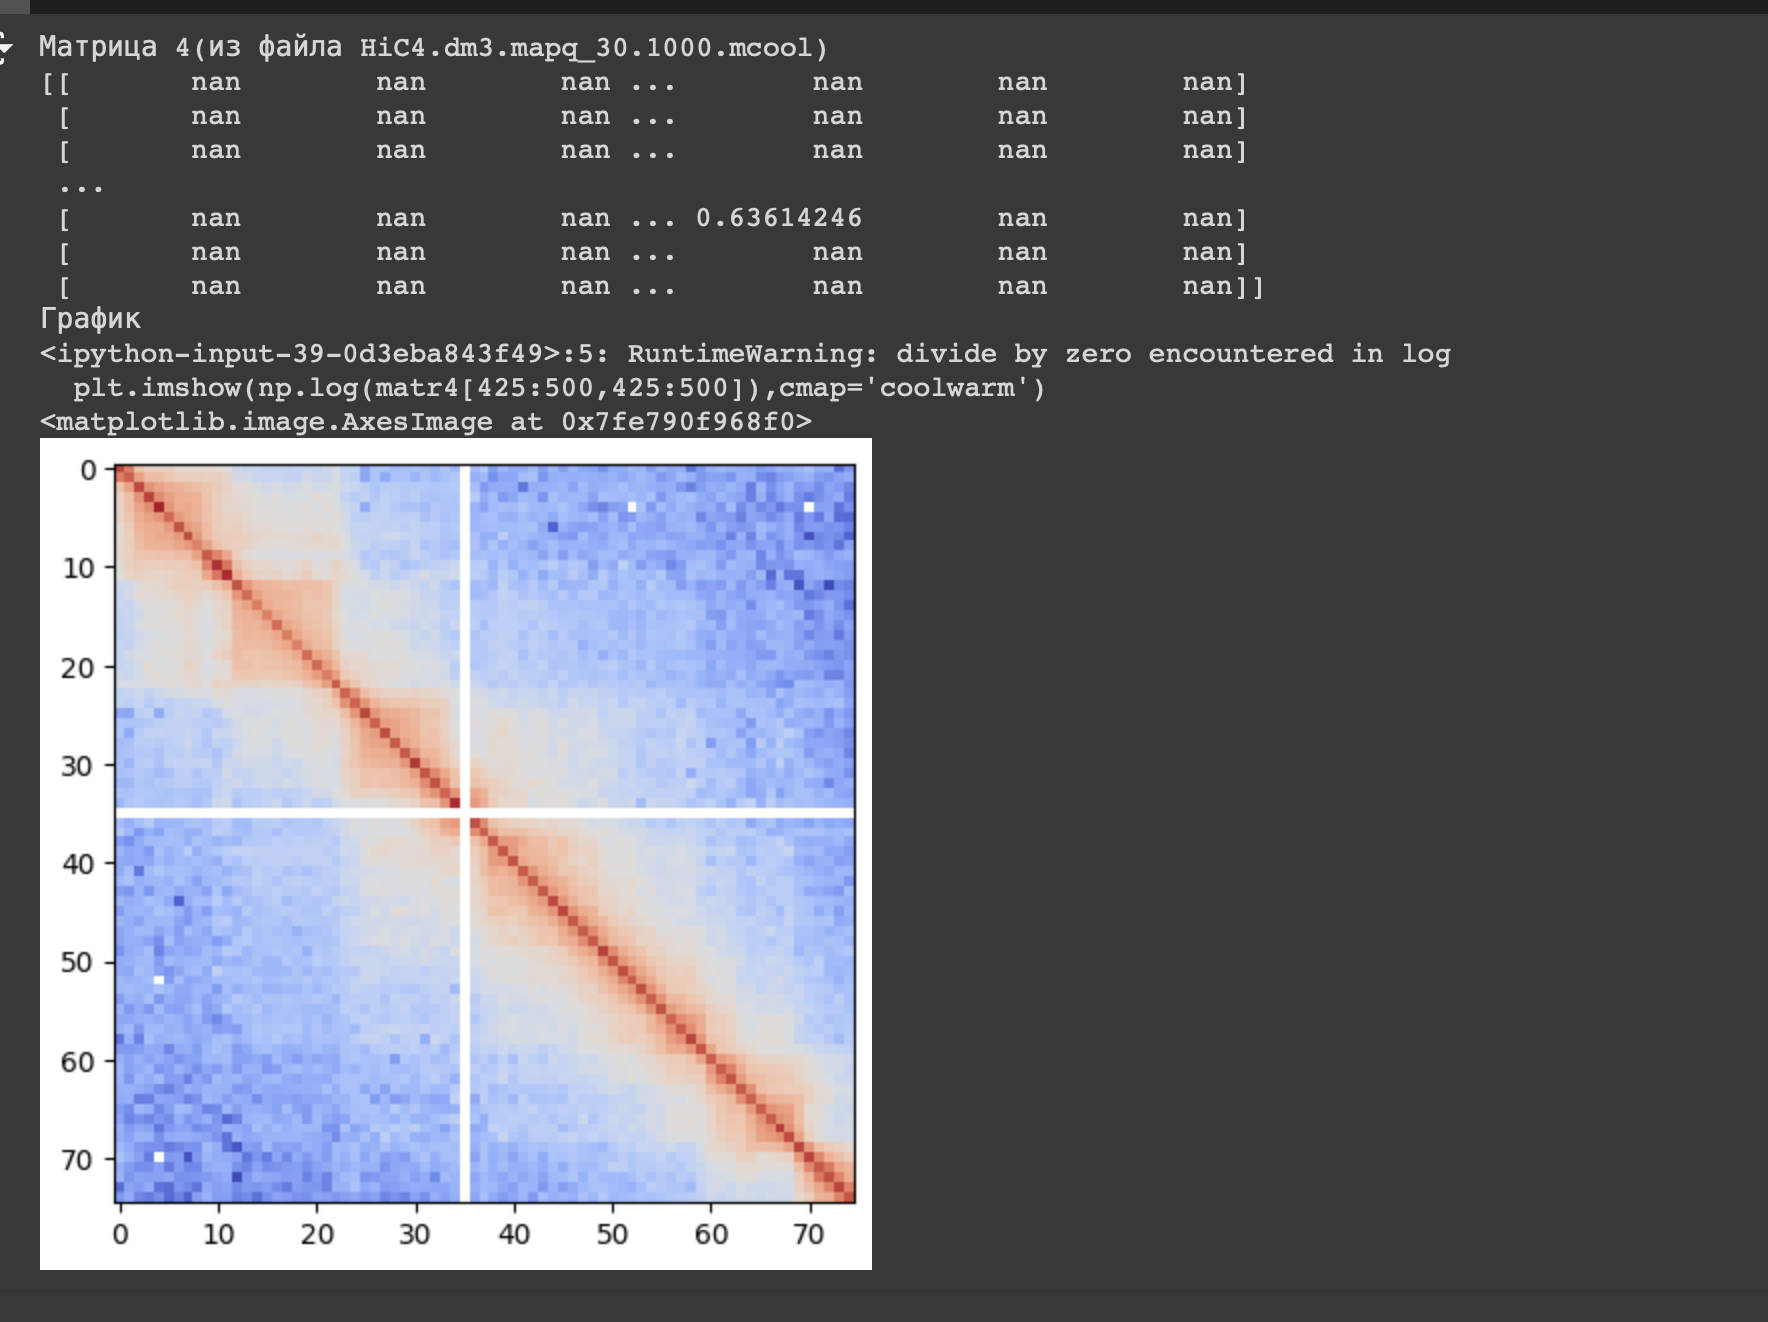 Матрица 4(из файла HiC4.dm3.mapq_30.1000.mcool)
[[ nan nan nan ... nan nan nan]
[ nan nan nan ... nan nan nan]
[ nan nan nan ... nan nan nan]
...
[ nan nan nan ... 0.63614246 nan nan]
[ nan nan nan ... nan nan nan]
[ nan nan nan ... nan nan nan]]
График
<ipython-input-39-0d3eba843f49>:5: RuntimeWarning: divide by zero encountered in log
plt.imshow(np.log(matr4[425:500,425:500]),cmap='coolwarm')
<matplotlib.image.AxesImage at 0x7fe790f968f0>
0
10
20
30
40
50
60
70
0 10 20 30 40 50 60 70